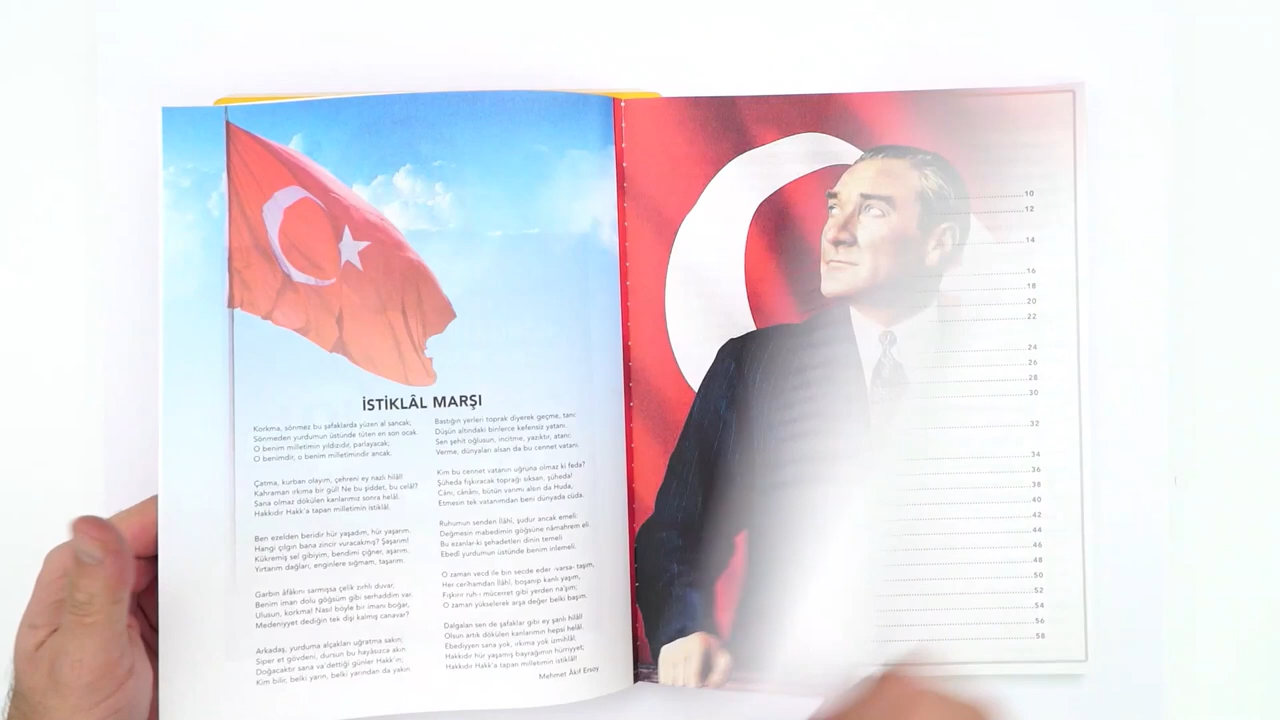 İSTİKLÂL MARŞI
Korkma, sönmez bu şafaklarda yüzen al sancak;
Sönmeden yurdumun üstünde tüten en son ocak.
O benim milletimin yıldızıdır, parlayacak;
O benimdir, o benim milletimindir ancak.
Çatma, kurban olayım, çehreni ey nazlı hilâl!
Kahraman ırkıma bir gül! Ne bu şiddet, bu celâl?
Sana olmaz dökülen kanlarımız sonra helâl.
Hakkıdır Hakk'a tapan milletimin istiklâl.
Ben ezelden beridir hür yaşadım, hür yaşarım.
Hangi çılgın bana zincir vuracakmış? Şaşarım!
Kükremiş sel gibiyim, bendimi çiğner, aşarım.
Yırtarım dağları, enginlere sığmam, taşarım.
Garbın âfâkını sarmışsa çelik zırhlı duvar,
Benim iman dolu göğsüm gibi serhaddim var.
Ulusun, korkma! Nasıl böyle bir imanı boğar,
Medeniyyet dediğin tek dişi kalmış canavar?
Arkadaş, yurduma alçakları uğratma sakın;
Siper et gövdeni, dursun bu hayâsızca akın.
Doğacaktır sana va'dettiği günler Hakk'ın;
Kim bilir, belki yarın, belki yarından da yakın.
Bastığın yerleri toprak diyerek geçme, tanı:
Düşün altındaki binlerce kefensiz yatanı.
Sen şehit oğlusun, incitme, yazıktır, atanı:
Verme, dünyaları alsan da bu cennet vatanı.
Kim bu cennet vatanın uğruna olmaz ki feda?
Şüheda fışkıracak toprağı sıksan, şüheda!
Cânı, cânânı, bütün varımı alsın da Huda,
Etmesin tek vatanımdan beni dünyada cüda.
Ruhumun senden İlâhî, şudur ancak emeli:
Değmesin mabedimin göğsüne nâmahrem eli.
Bu ezanlar-ki şehadetleri dinin temeli
Ebedî yurdumun üstünde benim inlemeli.
O zaman vecd ile bin secde eder -varsa- taşım,
Her cerihamdan İlâhî, boşanıp kanlı yaşım,
Fışkırır ruh-ı mücerret gibi yerden na'şım;
O zaman yükselerek arşa değer belki başım.
Dalgalan sen de şafaklar gibi ey şanlı hilâl!
Olsun artık dökülen kanlarımın hepsi helâl.
Ebediyyen sana yok, ırkıma yok izmihlâl;
Hakkıdır hür yaşamış bayrağımın hürriyyet;
Hakkıdır Hakk'a tapan milletimin istiklâl!
Mehmet Âkif Ersoy
10
12
14
16
18
20
22
24
26
28
30
32
34
36
38
40
42
44
46
48
50
52
54
56
58